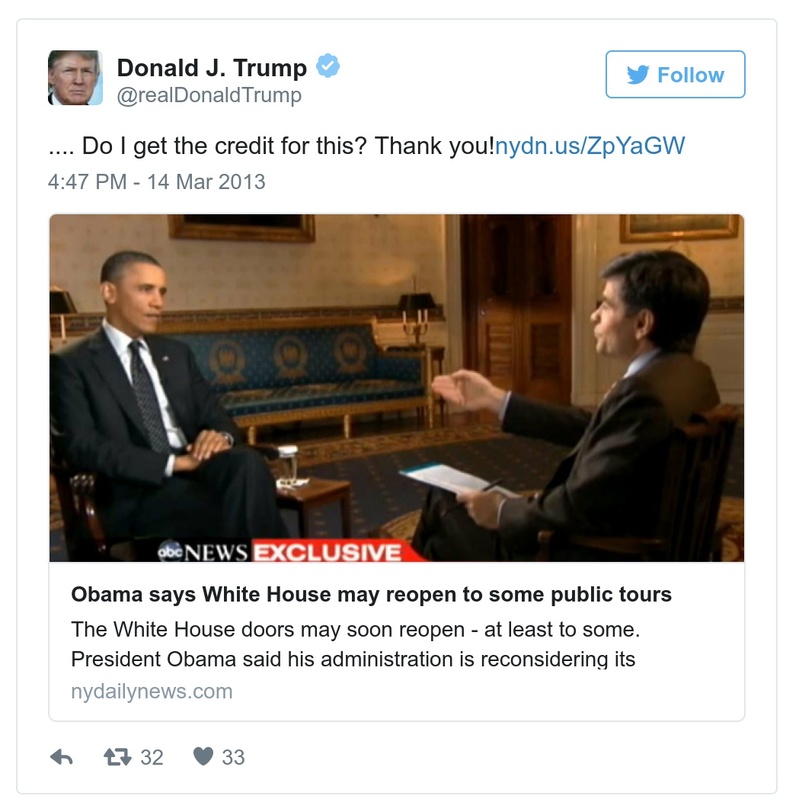 Donald J. Trump
@realDonaldTrump
Follow
.... Do I get the credit for this? Thank you!nydn.us/ZpYaGW
4:47 PM - 14 Mar 2013
abc NEWS EXCLUSIVE
Obama says White House may reopen to some public tours
The White House doors may soon reopen - at least to some.
President Obama said his administration is reconsidering its
nydailynews.com
32
33